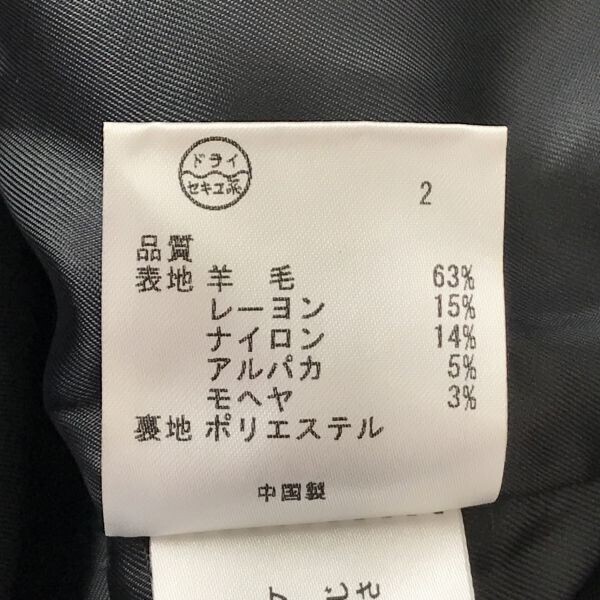 ドライ
セキユ系
2
品質
表地 羊 毛 63%
レーヨン 15%
ナイロン 14%
アルパカ 5%
モヘヤ 3%
裏地 ポリエステル
中国製